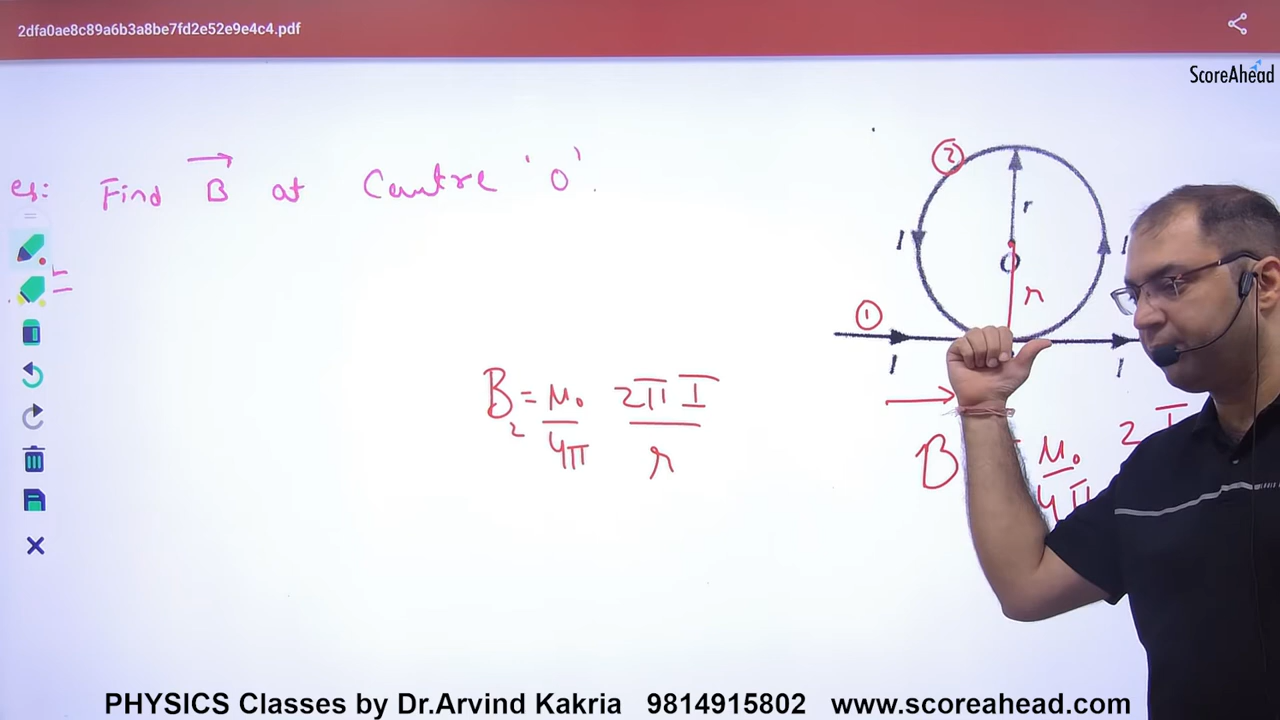 2dfa0ae8c89a6b3a8be7fd2e52e9e4c4.pdf
ScoreAhead
eg: Find B at Centre 'O'.
2
r
I
I
O
r
1
I
I
B₂ = μ₀/4π 2πI/r
B μ₀/4π 2I
PHYSICS Classes by Dr.Arvind Kakria 9814915802 www.scoreahead.com